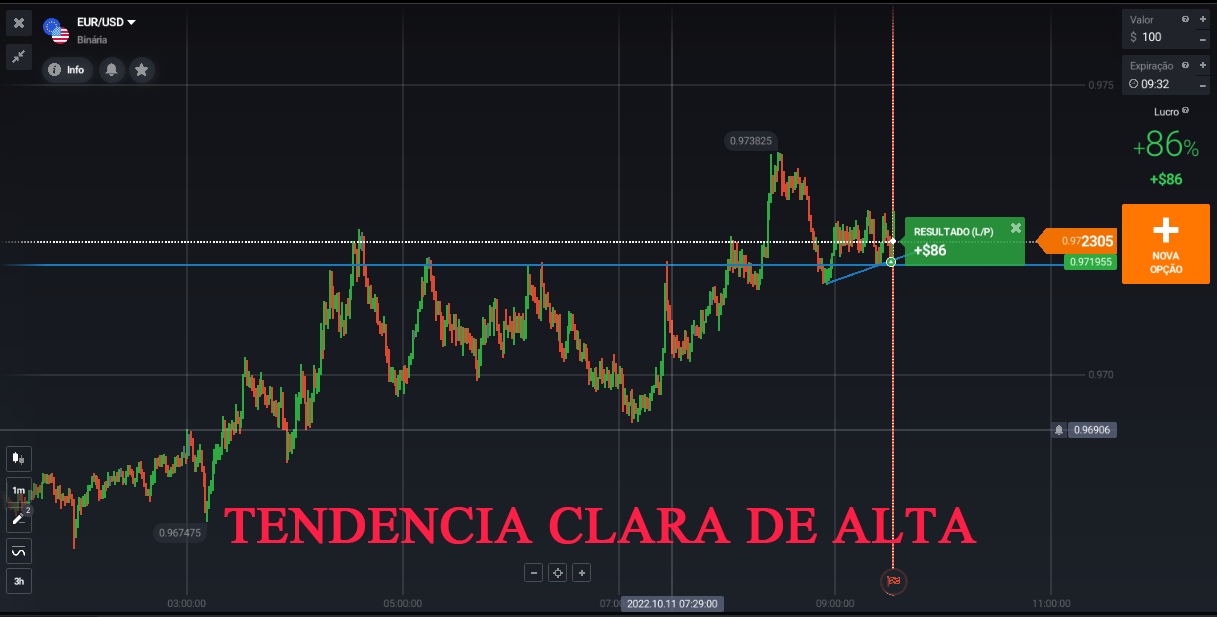 EUR/USD
Binária
Info
Valor
$ 100
Expiração
09:32
Lucro
+86%
+$86
NOVA
OPÇÃO
0.975
0.973825
RESULTADO (L/P)
+$86
0.972305
0.971955
0.970
0.96906
0.967475
TENDENCIA CLARA DE ALTA
1m
2
3h
03:00:00
05:00:00
07:0
2022.10.11 07:29:00
09:00:00
11:00:00